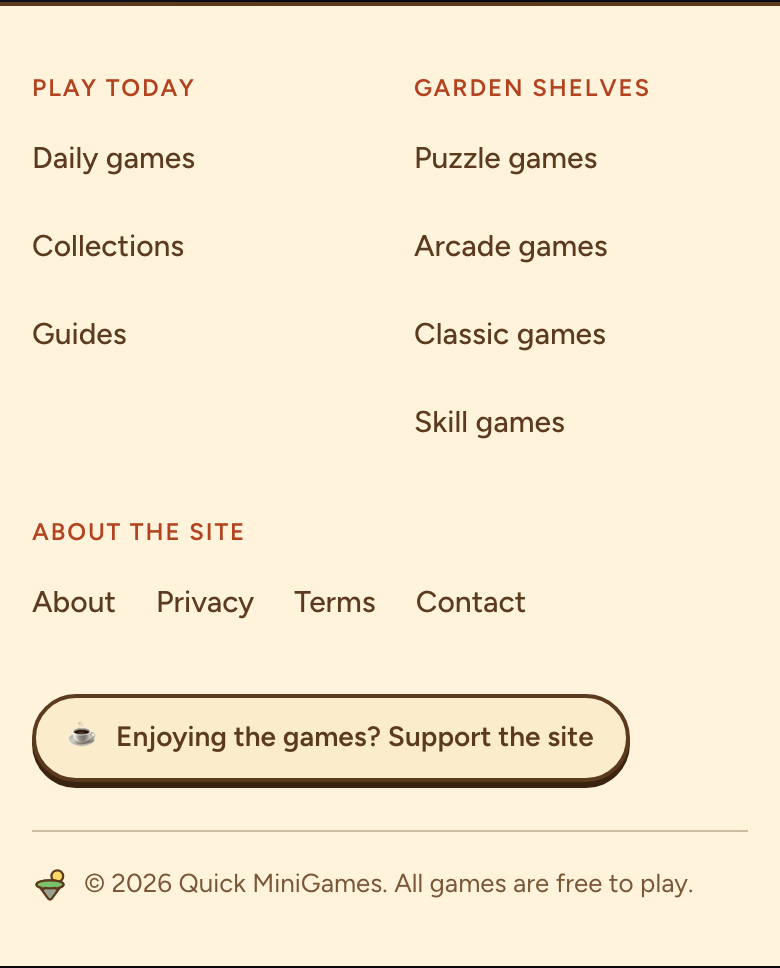 PLAY TODAY
Daily games
Collections
Guides
GARDEN SHELVES
Puzzle games
Arcade games
Classic games
Skill games
ABOUT THE SITE
About Privacy Terms Contact
Enjoying the games? Support the site
© 2026 Quick MiniGames. All games are free to play.